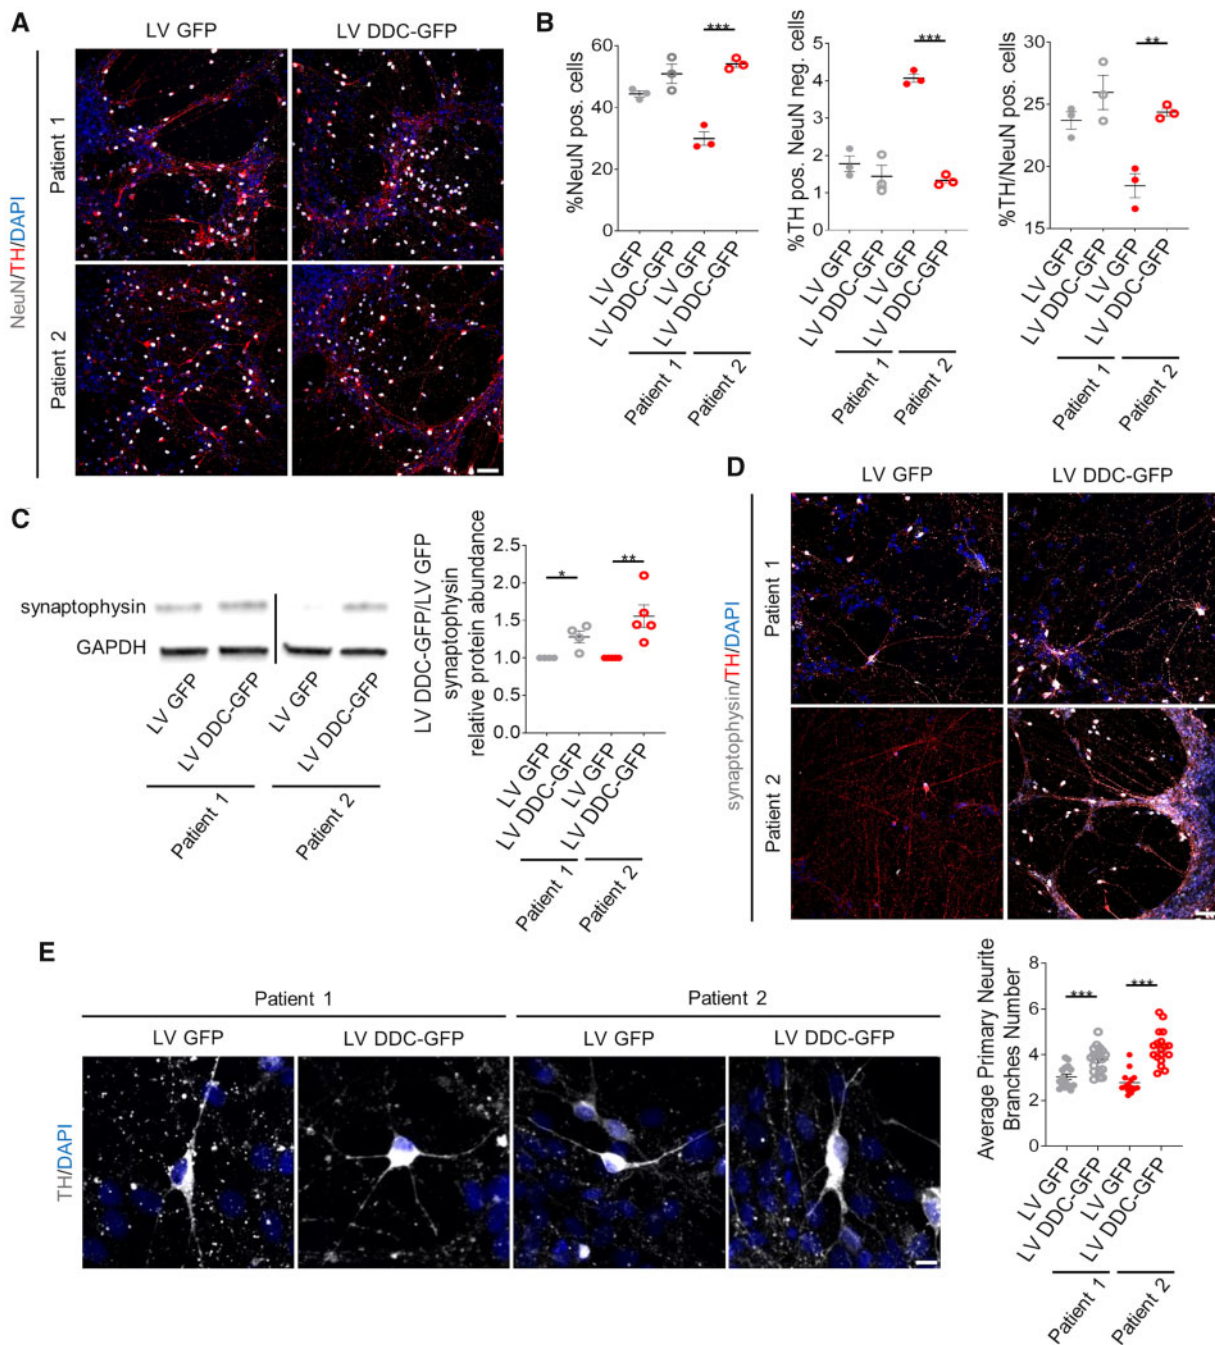 A
LV GFP
LV DDC-GFP
Patient 1
Patient 2
NeuN/TH/DAPI
B
%NeuN pos. cells
60
40
20
0
***
LV GFP
LV DDC-GFP
LV GFP
LV DDC-GFP
Patient 1
Patient 2
%TH pos. NeuN neg. cells
5
4
3
2
1
0
***
LV GFP
LV DDC-GFP
LV GFP
LV DDC-GFP
Patient 1
Patient 2
%TH/NeuN pos. cells
30
25
20
15
**
LV GFP
LV DDC-GFP
LV GFP
LV DDC-GFP
Patient 1
Patient 2
C
synaptophysin
GAPDH
LV GFP
LV DDC-GFP
LV GFP
LV DDC-GFP
Patient 1
Patient 2
LV DDC-GFP/LV GFP
synaptophysin
relative protein abundance
2.5
2.0
1.5
1.0
0.5
0.0
*
**
LV GFP
LV DDC-GFP
LV GFP
LV DDC-GFP
Patient 1
Patient 2
D
LV GFP
LV DDC-GFP
Patient 1
Patient 2
synaptophysin/TH/DAPI
E
Patient 1
Patient 2
LV GFP
LV DDC-GFP
LV GFP
LV DDC-GFP
TH/DAPI
Average Primary Neurite
Branches Number
8
6
4
2
0
***
***
LV GFP
LV DDC-GFP
LV GFP
LV DDC-GFP
Patient 1
Patient 2